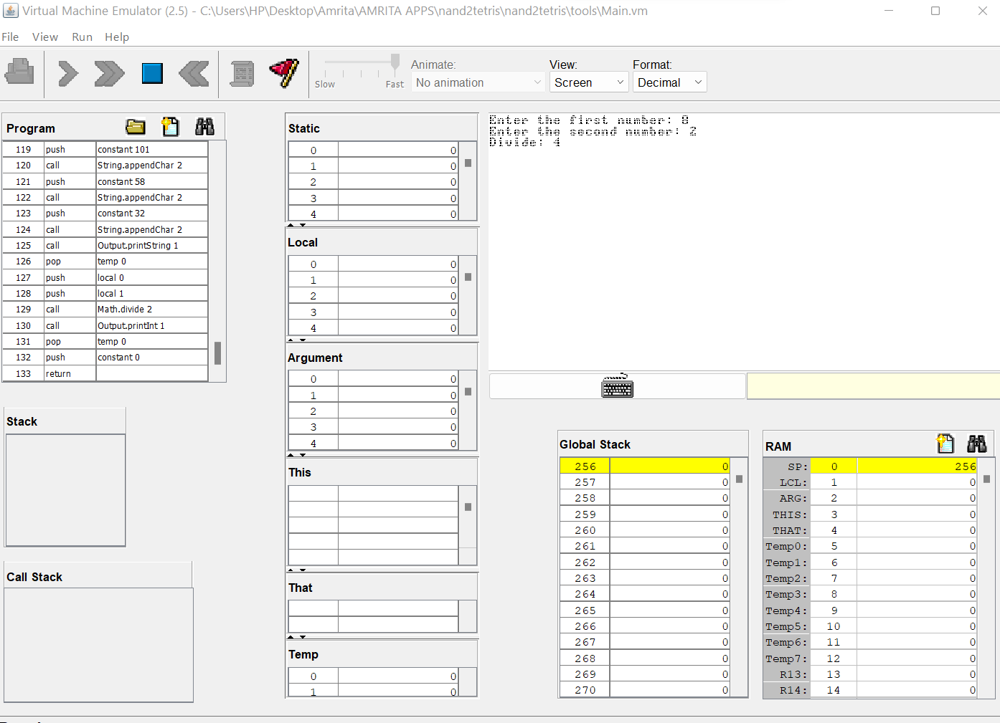 Virtual Machine Emulator (2.5) - C:\Users\HP\Desktop\Amrita\AMRITA APPS\nand2tetris\nand2tetris\tools\Main.vm
File View Run Help
Slow Fast
Animate:
No animation
View:
Screen
Format:
Decimal
Program
119 push constant 101
120 call String.appendChar 2
121 push constant 58
122 call String.appendChar 2
123 push constant 32
124 call String.appendChar 2
125 call Output.printString 1
126 pop temp 0
127 push local 0
128 push local 1
129 call Math.divide 2
130 call Output.printInt 1
131 pop temp 0
132 push constant 0
133 return
Stack
Call Stack
Static
0 0
1 0
2 0
3 0
4 0
Local
0 0
1 0
2 0
3 0
4 0
Argument
0 0
1 0
2 0
3 0
4 0
This
That
Temp
0 0
1 0
Enter the first number: 8
Enter the second number: 2
Divide: 4
Global Stack
256 0
257 0
258 0
259 0
260 0
261 0
262 0
263 0
264 0
265 0
266 0
267 0
268 0
269 0
270 0
RAM
SP: 0 256
LCL: 1 0
ARG: 2 0
THIS: 3 0
THAT: 4 0
Temp0: 5 0
Temp1: 6 0
Temp2: 7 0
Temp3: 8 0
Temp4: 9 0
Temp5: 10 0
Temp6: 11 0
Temp7: 12 0
R13: 13 0
R14: 14 0